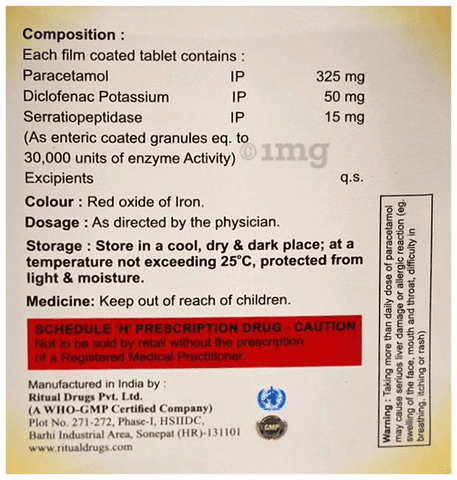 Composition :
Each film coated tablet contains :
Paracetamol IP 325 mg
Diclofenac Potassium IP 50 mg
Serratiopeptidase IP 15 mg
(As enteric coated granules eq. to
30,000 units of enzyme Activity)
©1mg
Excipients q.s.
Colour : Red oxide of Iron.
Dosage : As directed by the physician.
Storage : Store in a cool, dry & dark place; at a
temperature not exceeding 25°C, protected from
light & moisture.
Medicine: Keep out of reach of children.
SCHEDULE 'H' PRESCRIPTION DRUG - CAUTION
Not to be sold by retail without the prescription
of a Registered Medical Practitioner.
Manufactured in India by :
Ritual Drugs Pvt. Ltd.
(A WHO-GMP Certified Company)
Plot No. 271-272, Phase-I, HSIIDC,
Barhi Industrial Area, Sonepat (HR)-131101
www.ritualdrugs.com
GMP
Warning : Taking more than daily dose of paracetamol
may cause seriuos liver damage or allergic reaction (eg.
swelling of the face, mouth and throat, difficulty in
breathing, itching or rash)